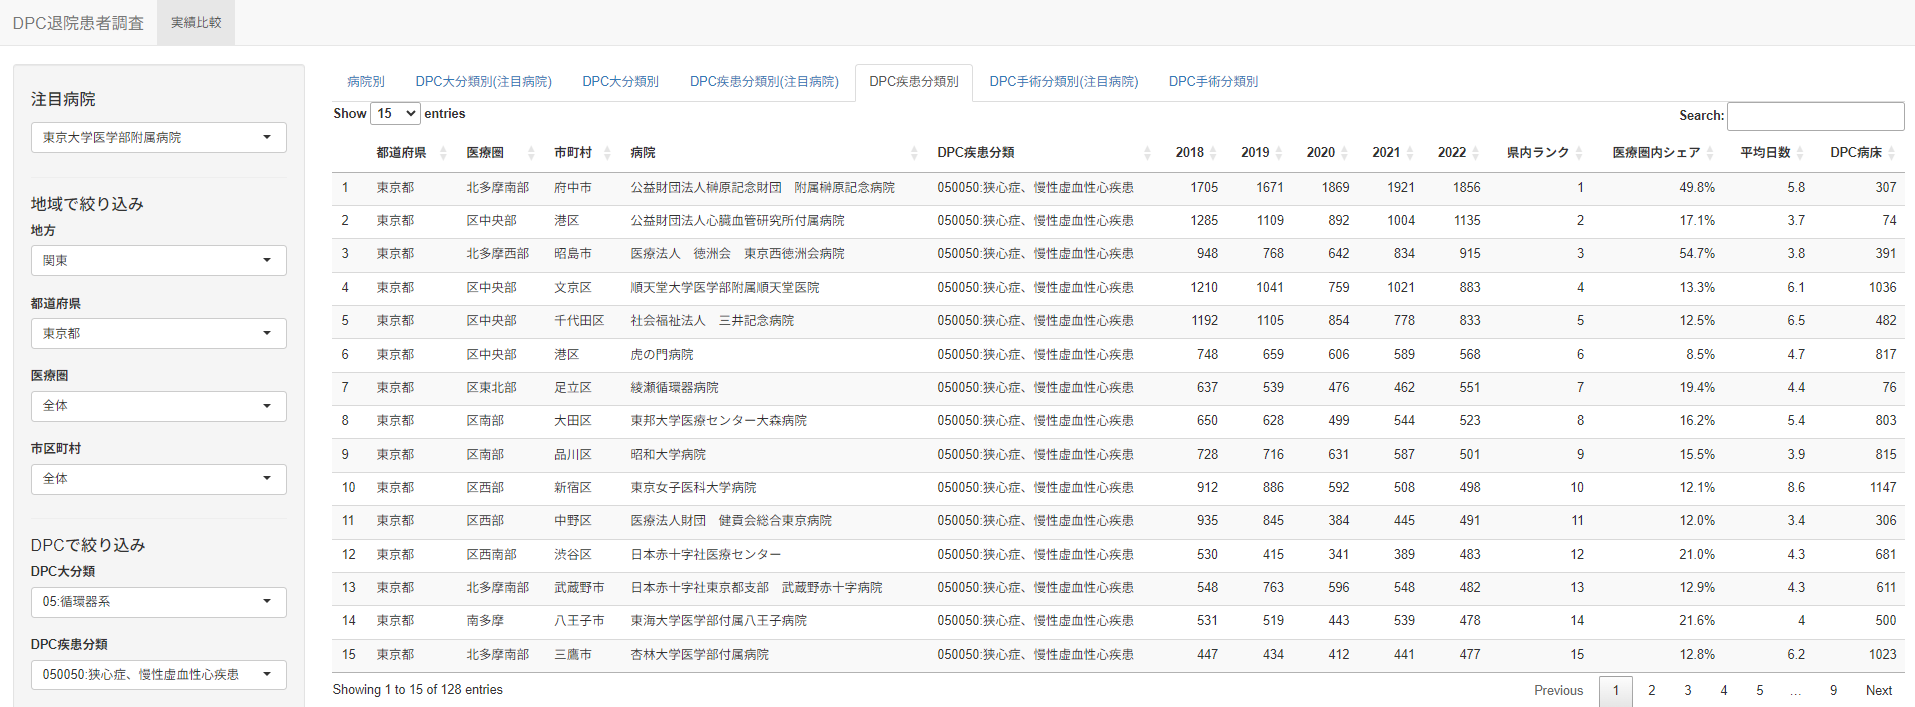 DPC退院患者調査 実績比較
注目病院
東京大学医学部附属病院
地域で絞り込み
地方
関東
都道府県
東京都
医療圏
全体
市区町村
全体
DPCで絞り込み
DPC大分類
05:循環器系
DPC疾患分類
050050:狭心症、慢性虚血性心疾患
病院別 DPC大分類別(注目病院) DPC大分類別 DPC疾患分類別(注目病院) DPC疾患分類別 DPC手術分類別(注目病院) DPC手術分類別
Show 15 entries Search:
都道府県 医療圏 市町村 病院 DPC疾患分類 2018 2019 2020 2021 2022 県内ランク 医療圏内シェア 平均日数 DPC病床
1 東京都 北多摩南部 府中市 公益財団法人榊原記念財団　附属榊原記念病院 050050:狭心症、慢性虚血性心疾患 1705 1671 1869 1921 1856 1 49.8% 5.8 307
2 東京都 区中央部 港区 公益財団法人心臓血管研究所付属病院 050050:狭心症、慢性虚血性心疾患 1285 1109 892 1004 1135 2 17.1% 3.7 74
3 東京都 北多摩西部 昭島市 医療法人　徳洲会　東京西徳洲会病院 050050:狭心症、慢性虚血性心疾患 948 768 642 834 915 3 54.7% 3.8 391
4 東京都 区中央部 文京区 順天堂大学医学部附属順天堂医院 050050:狭心症、慢性虚血性心疾患 1210 1041 759 1021 883 4 13.3% 6.1 1036
5 東京都 区中央部 千代田区 社会福祉法人　三井記念病院 050050:狭心症、慢性虚血性心疾患 1192 1105 854 778 833 5 12.5% 6.5 482
6 東京都 区中央部 港区 虎の門病院 050050:狭心症、慢性虚血性心疾患 748 659 606 589 568 6 8.5% 4.7 817
7 東京都 区東北部 足立区 綾瀬循環器病院 050050:狭心症、慢性虚血性心疾患 637 539 476 462 551 7 19.4% 4.4 76
8 東京都 区南部 大田区 東邦大学医療センター大森病院 050050:狭心症、慢性虚血性心疾患 650 628 499 544 523 8 16.2% 5.4 803
9 東京都 区南部 品川区 昭和大学病院 050050:狭心症、慢性虚血性心疾患 728 716 631 587 501 9 15.5% 3.9 815
10 東京都 区西部 新宿区 東京女子医科大学病院 050050:狭心症、慢性虚血性心疾患 912 886 592 508 498 10 12.1% 8.6 1147
11 東京都 区西部 中野区 医療法人財団　健貢会総合東京病院 050050:狭心症、慢性虚血性心疾患 935 845 384 445 491 11 12.0% 3.4 306
12 東京都 区西南部 渋谷区 日本赤十字社医療センター 050050:狭心症、慢性虚血性心疾患 530 415 341 389 483 12 21.0% 4.3 681
13 東京都 北多摩南部 武蔵野市 日本赤十字社東京都支部　武蔵野赤十字病院 050050:狭心症、慢性虚血性心疾患 548 763 596 548 482 13 12.9% 4.3 611
14 東京都 南多摩 八王子市 東海大学医学部付属八王子病院 050050:狭心症、慢性虚血性心疾患 531 519 443 539 478 14 21.6% 4 500
15 東京都 北多摩南部 三鷹市 杏林大学医学部付属病院 050050:狭心症、慢性虚血性心疾患 447 434 412 441 477 15 12.8% 6.2 1023
Showing 1 to 15 of 128 entries Previous 1 2 3 4 5 … 9 Next